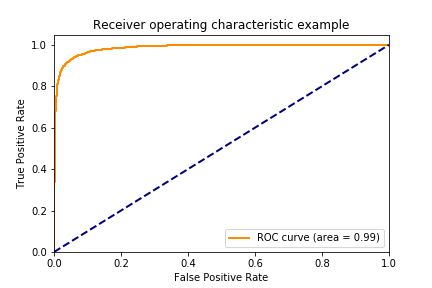 Receiver operating characteristic example
True Positive Rate
1.0
0.8
0.6
0.4
0.2
0.0
ROC curve (area = 0.99)
0.0 0.2 0.4 0.6 0.8 1.0
False Positive Rate